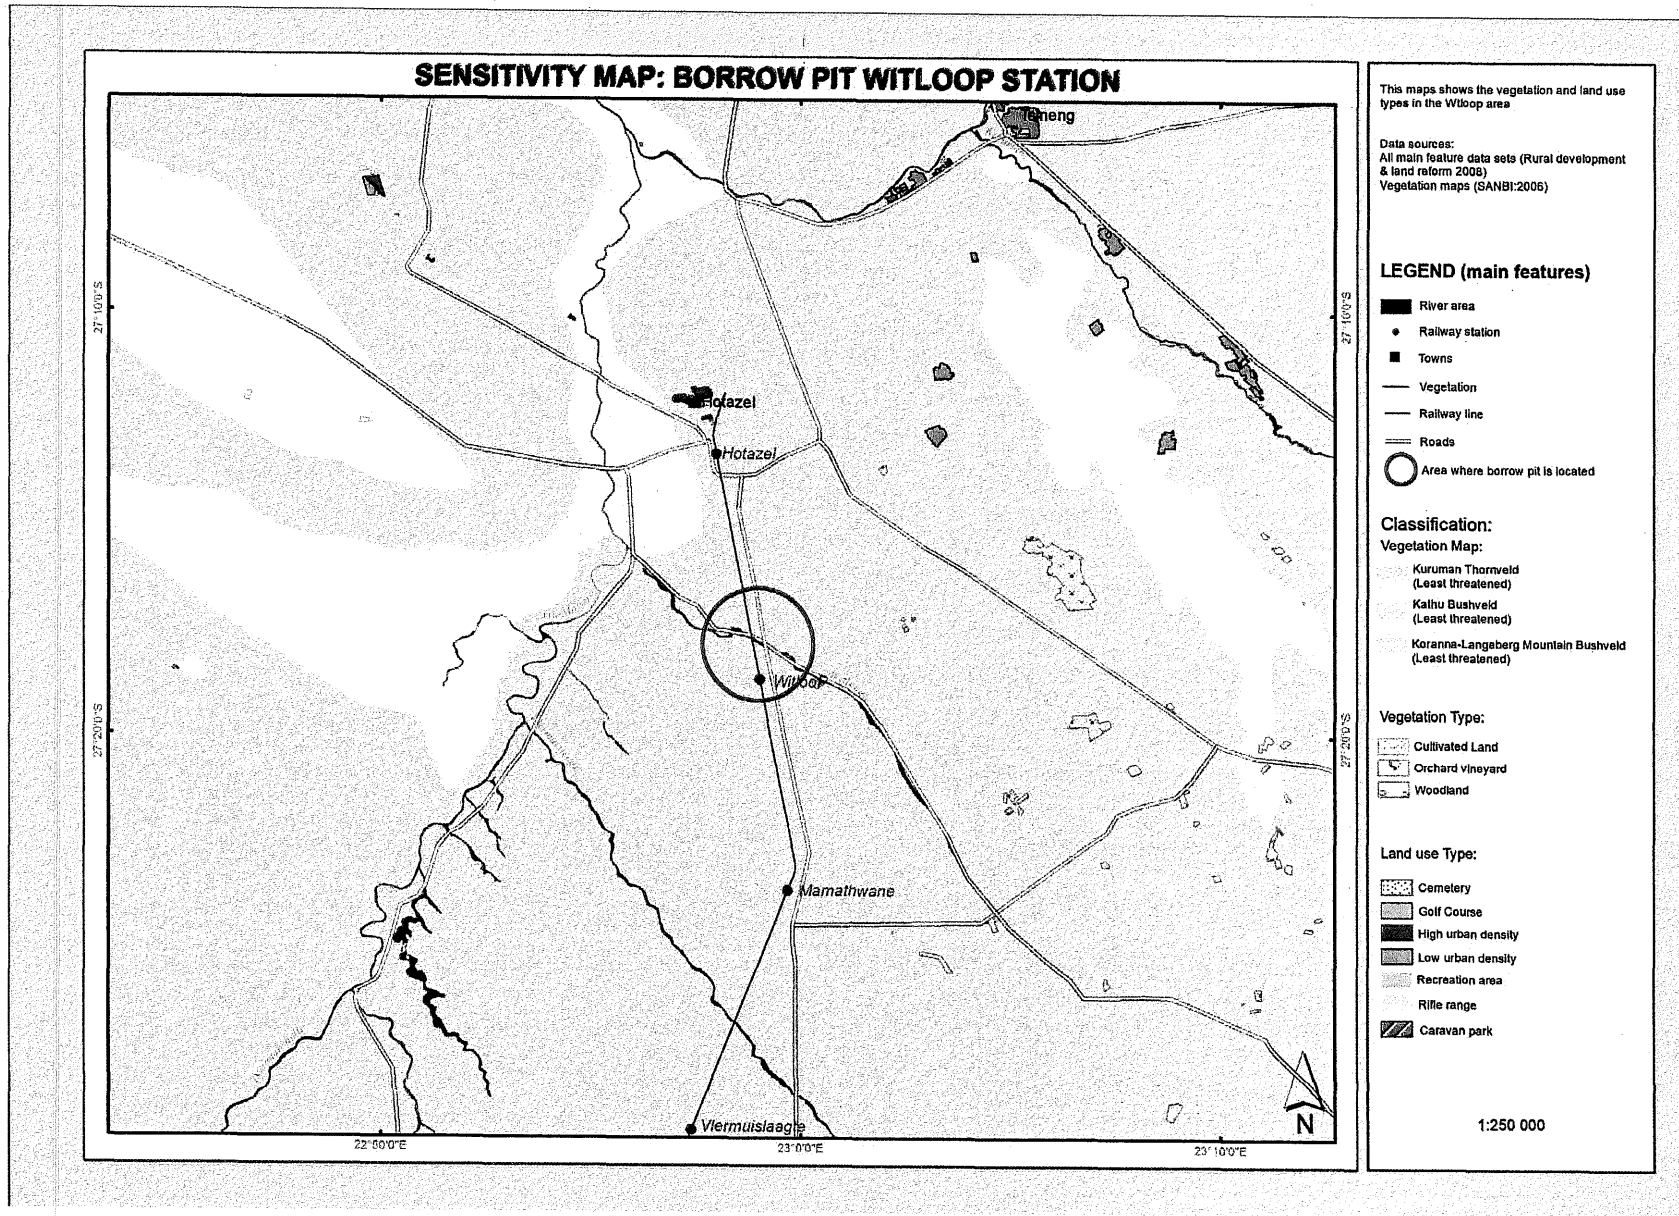 SENSITIVITY MAP: BORROW PIT WITLOOP STATION
Hotazel
Hotazel
Mamathwane
Vlermuislaagte
27°10'0"S
27°20'0"S
27°10'0"S
27°20'0"S
22°50'0"E
23°0'0"E
23°10'0"E
N
This maps shows the vegetation and land use
types in the Wtloop area
Data sources:
All main feature data sets (Rural development
& land reform 2008)
Vegetation maps (SANBI:2006)
LEGEND (main features)
River area
Railway station
Towns
Vegetation
Railway line
Roads
Area where borrow pit is located
Classification:
Vegetation Map:
Kuruman Thornveld
(Least threatened)
Kathu Bushveld
(Least threatened)
Koranna-Langeberg Mountain Bushveld
(Least threatened)
Vegetation Type:
Cultivated Land
Orchard vineyard
Woodland
Land use Type:
Cemetery
Golf Course
High urban density
Low urban density
Recreation area
Rifle range
Caravan park
1:250 000